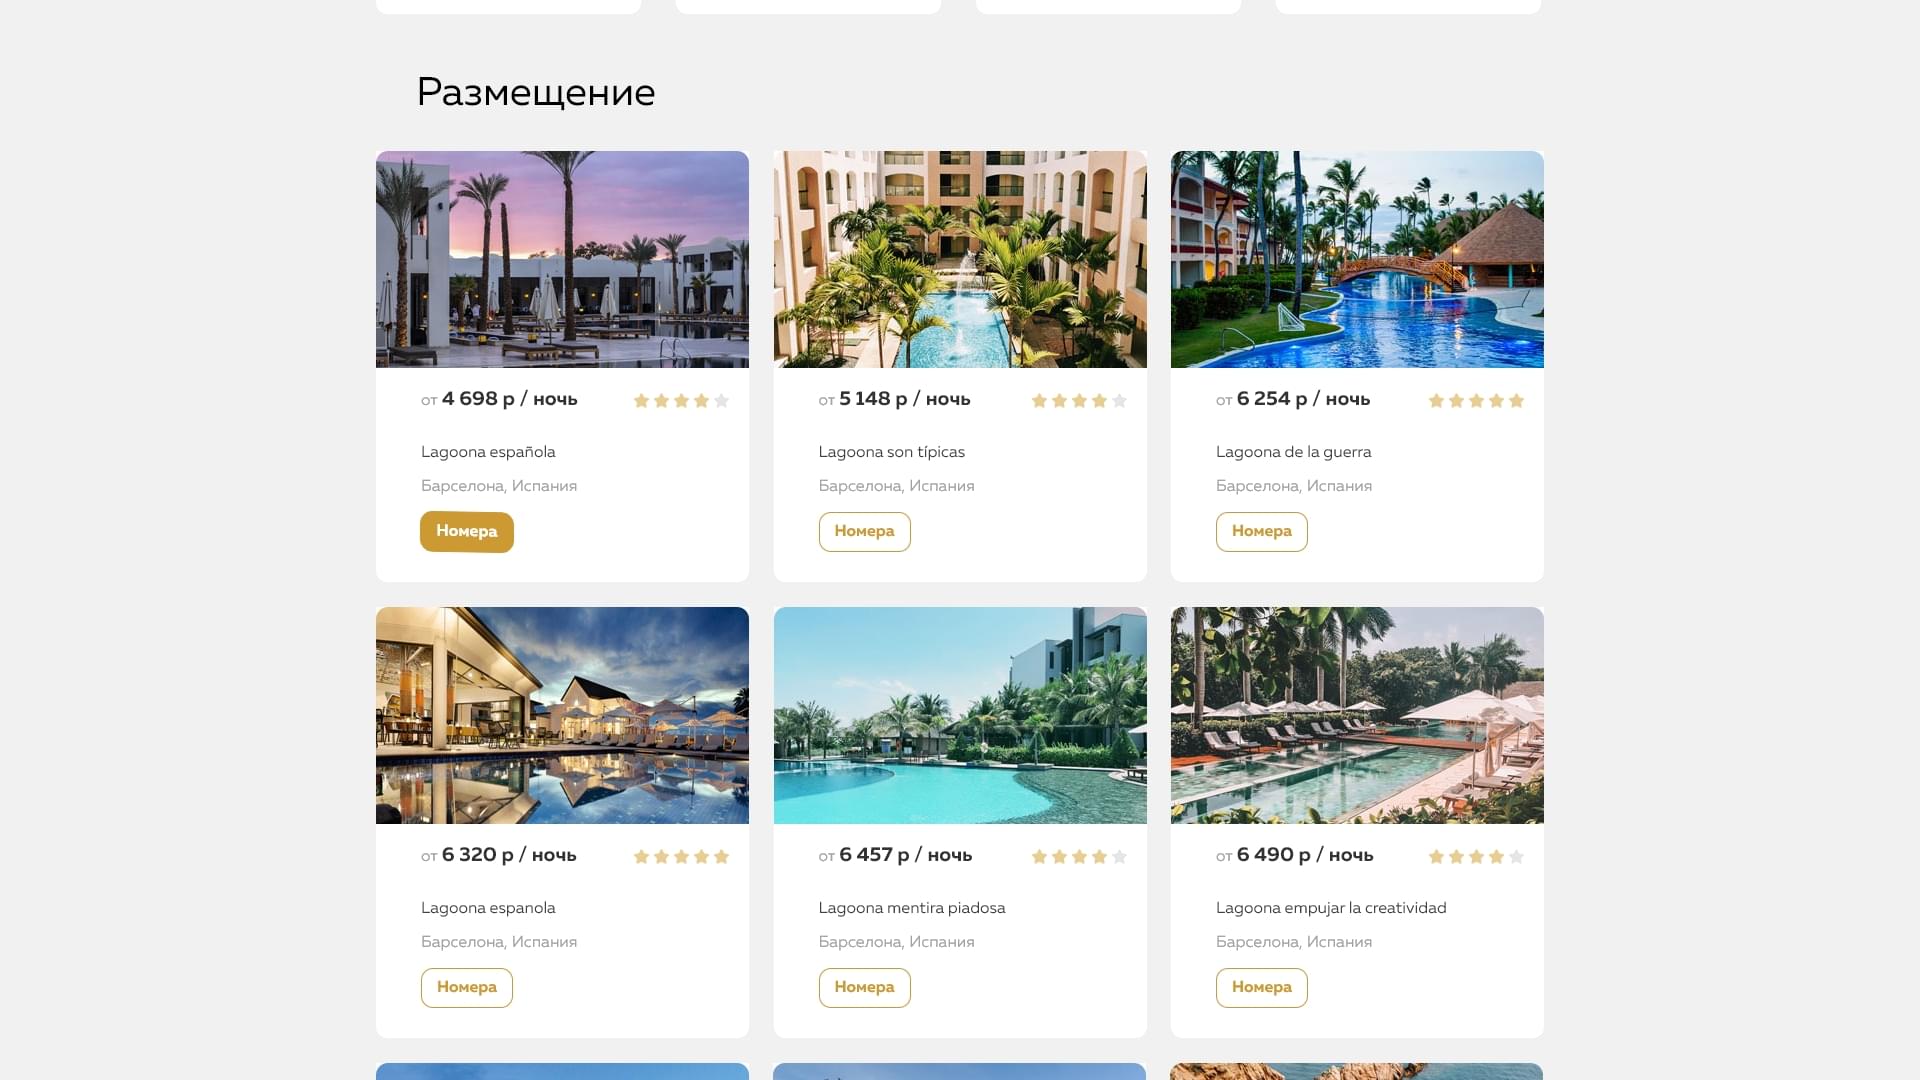 Размещение
от 4 698 р / ночь
от 5 148 р / ночь
от 6 254 р / ночь
Lagoona española
Lagoona son típicas
Lagoona de la guerra
Барселона, Испания
Барселона, Испания
Барселона, Испания
Номера
Номера
Номера
от 6 320 р / ночь
от 6 457 р / ночь
от 6 490 р / ночь
Lagoona espanola
Lagoona mentira piadosa
Lagoona empujar la creatividad
Барселона, Испания
Барселона, Испания
Барселона, Испания
Номера
Номера
Номера